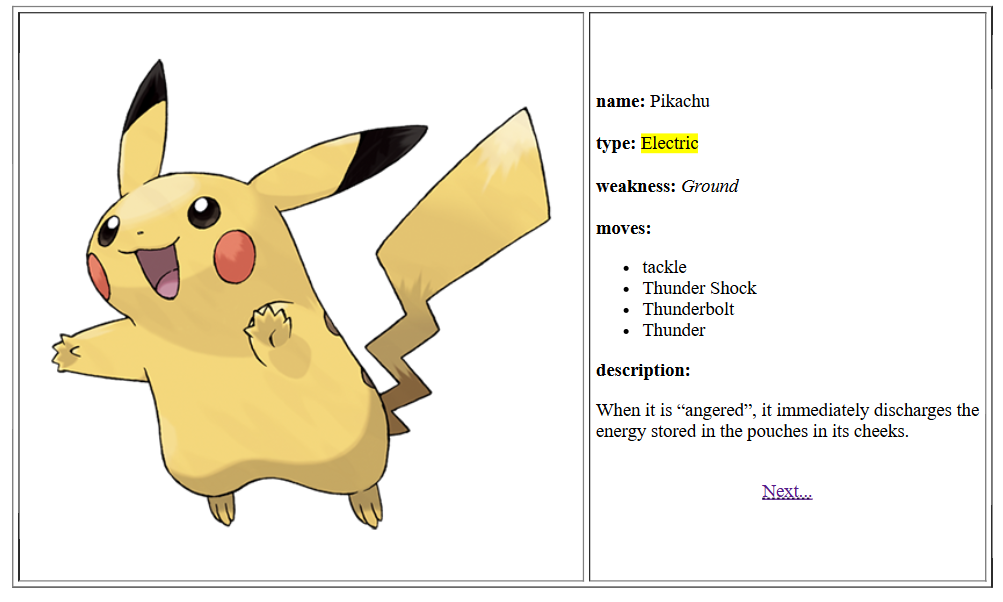 name: Pikachu
type: Electric
weakness: Ground
moves:
• tackle
• Thunder Shock
• Thunderbolt
• Thunder
description:
When it is “angered”, it immediately discharges the
energy stored in the pouches in its cheeks.
Next...